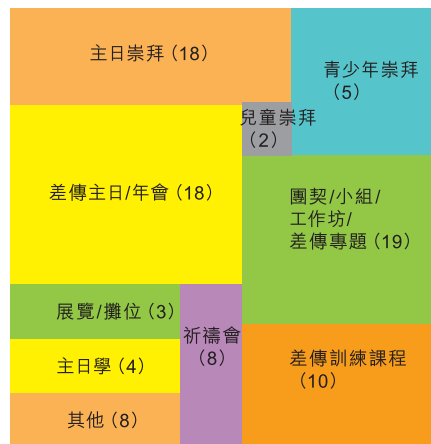 主日崇拜（18）
青少年崇拜
（5）
兒童崇拜
（2）
差傳主日/年會（18）
團契/小組/
工作坊/
差傳專題（19）
展覽/攤位（3）
祈禱會
（8）
主日學（4）
差傳訓練課程
（10）
其他（8）